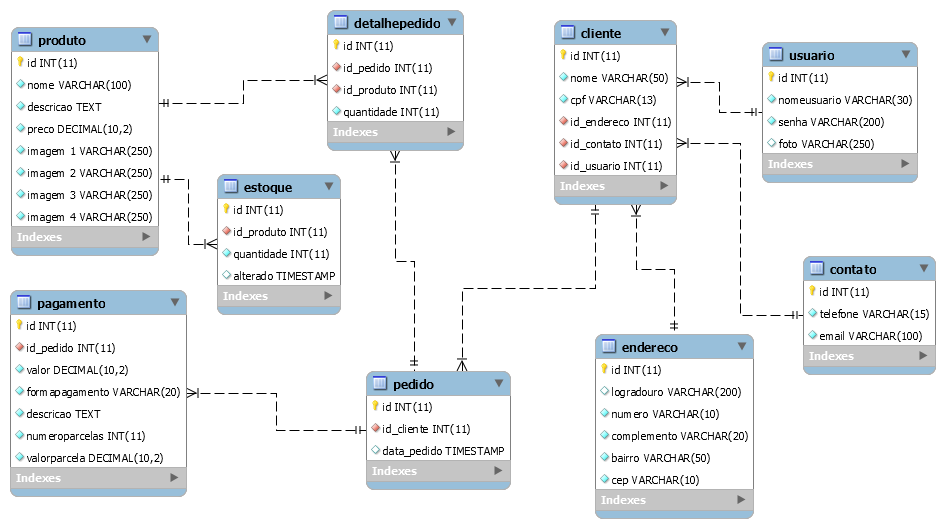 produto
id INT(11)
nome VARCHAR(100)
descricao TEXT
preco DECIMAL(10,2)
imagem 1 VARCHAR(250)
imagem 2 VARCHAR(250)
imagem 3 VARCHAR(250)
imagem 4 VARCHAR(250)
Indexes
detalhepedido
id INT(11)
id_pedido INT(11)
id_produto INT(11)
quantidade INT(11)
Indexes
cliente
id INT(11)
nome VARCHAR(50)
cpf VARCHAR(13)
id_endereco INT(11)
id_contato INT(11)
id_usuario INT(11)
Indexes
usuario
id INT(11)
nomeusuario VARCHAR(30)
senha VARCHAR(200)
foto VARCHAR(250)
Indexes
estoque
id INT(11)
id_produto INT(11)
quantidade INT(11)
alterado TIMESTAMP
Indexes
contato
id INT(11)
telefone VARCHAR(15)
email VARCHAR(100)
Indexes
pagamento
id INT(11)
id_pedido INT(11)
valor DECIMAL(10,2)
formapagamento VARCHAR(20)
descricao TEXT
numeroparcelas INT(11)
valorparcela DECIMAL(10,2)
Indexes
pedido
id INT(11)
id_cliente INT(11)
data_pedido TIMESTAMP
Indexes
endereco
id INT(11)
logradouro VARCHAR(200)
numero VARCHAR(10)
complemento VARCHAR(20)
bairro VARCHAR(50)
cep VARCHAR(10)
Indexes